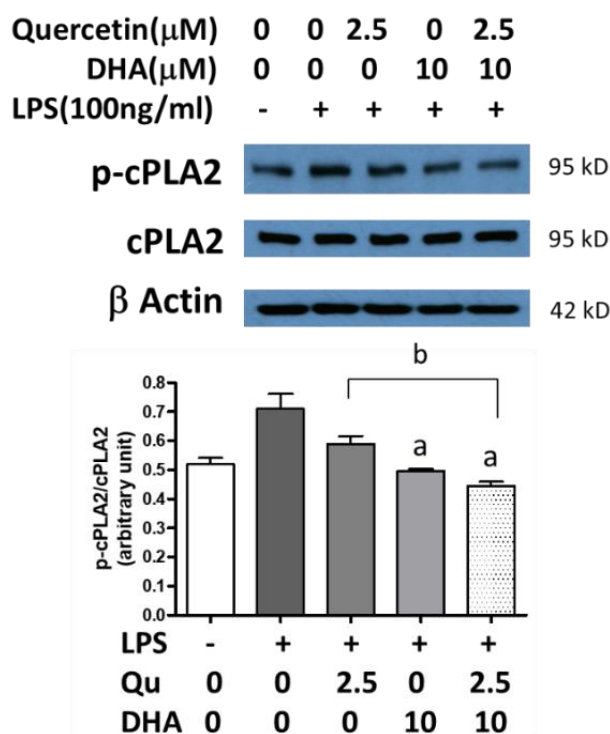 Quercetin(μM) 0 0 2.5 0 2.5
DHA(μM) 0 0 0 10 10
LPS(100ng/ml) - + + + +
p-cPLA2 95 kD
cPLA2 95 kD
β Actin 42 kD
b
0.8
0.7
0.6
0.5
0.4
0.3
0.2
0.1
0.0
p-cPLA2/cPLA2
(arbitrary unit)
a a
LPS - + + + +
Qu 0 0 2.5 0 2.5
DHA 0 0 0 10 10